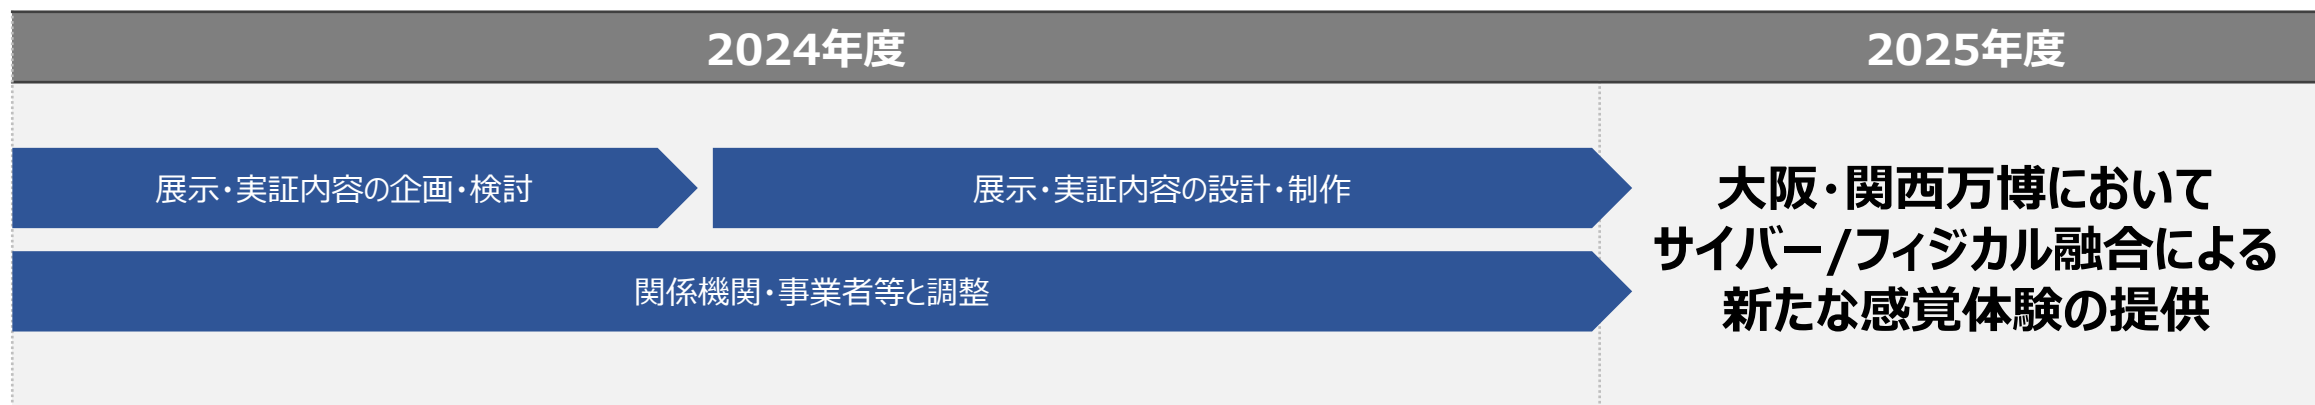 2024年度
2025年度
展示・実証内容の企画・検討
展示・実証内容の設計・制作
関係機関・事業者等と調整
大阪・関西万博において
サイバー/フィジカル融合による
新たな感覚体験の提供